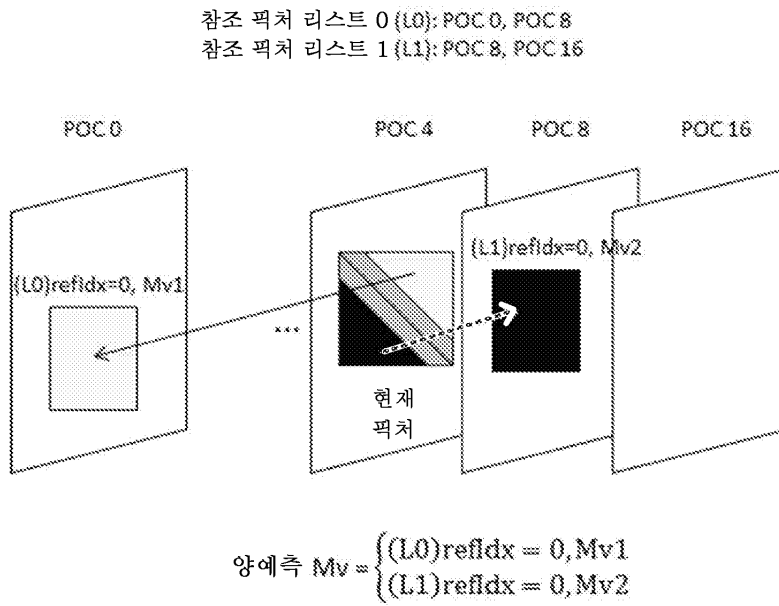 참조 픽처 리스트 0 (L0): POC 0, POC 8
참조 픽처 리스트 1 (L1): POC 8, POC 16
POC 0
POC 4
POC 8
POC 16
(L0)refIdx=0, Mv1
(L1)refIdx=0, Mv2
...
현재
픽처
양예측 Mv = {(L0)refIdx = 0, Mv1
(L1)refIdx = 0, Mv2